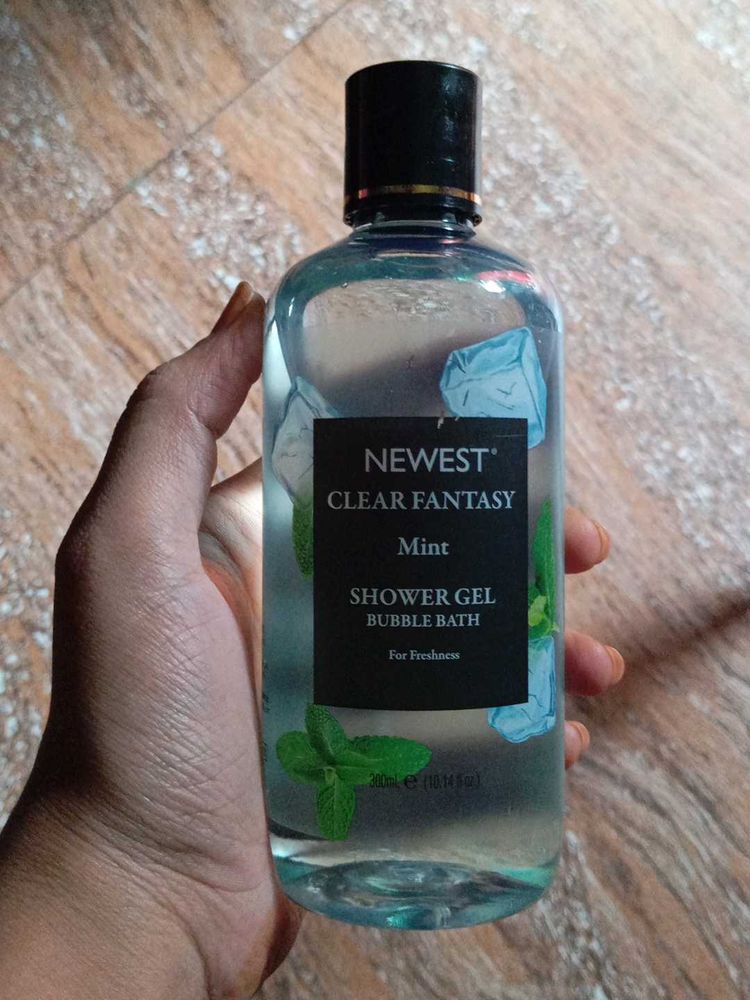 NEWEST®
CLEAR FANTASY
Mint
SHOWER GEL
BUBBLE BATH
For Freshness
300mL ℮ (10.14 fl oz)